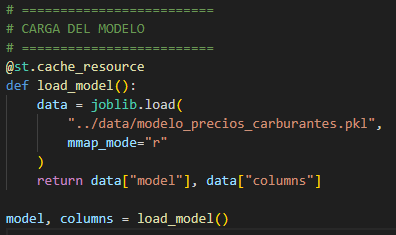 # =========================
# CARGA DEL MODELO
# =========================
@st.cache_resource
def load_model():
    data = joblib.load(
        "../data/modelo_precios_carburantes.pkl",
        mmap_mode="r"
    )
    return data["model"], data["columns"]

model, columns = load_model()